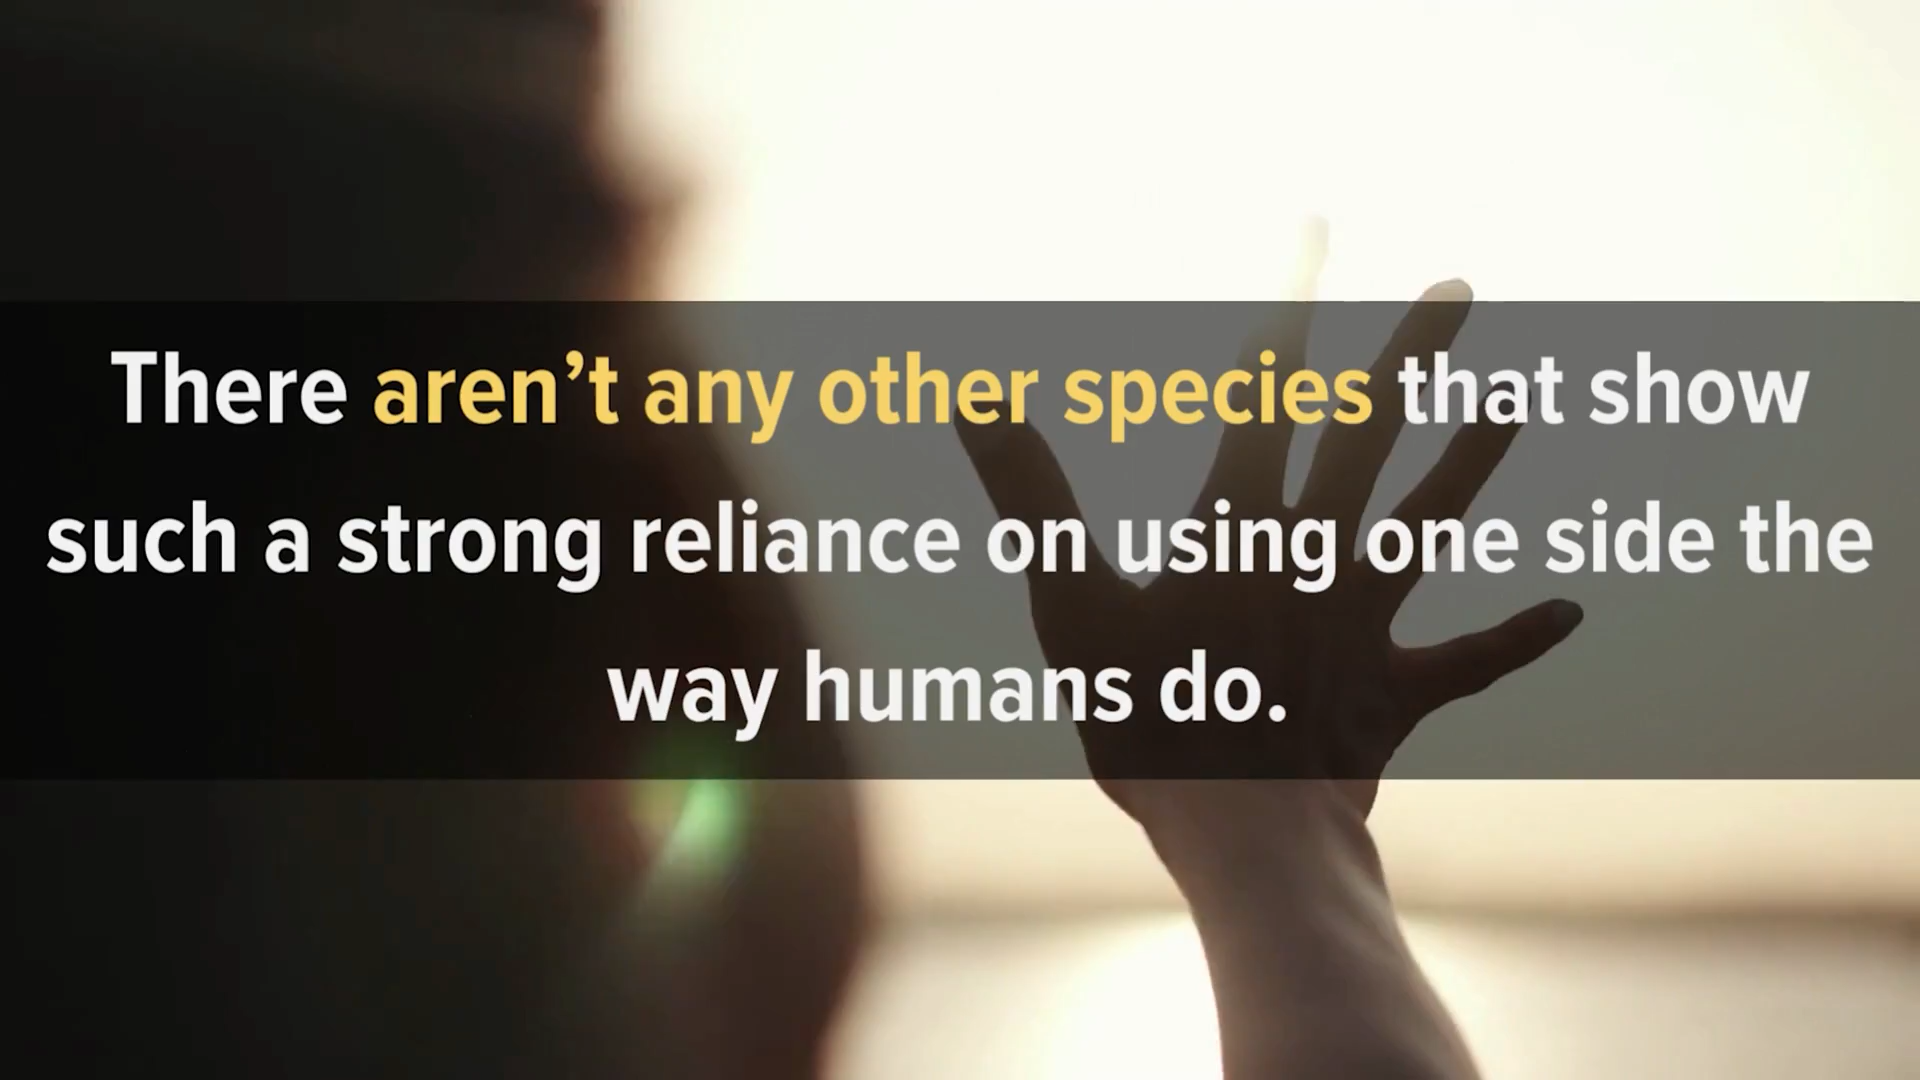 There aren’t any other species that show
such a strong reliance on using one side the
way humans do.